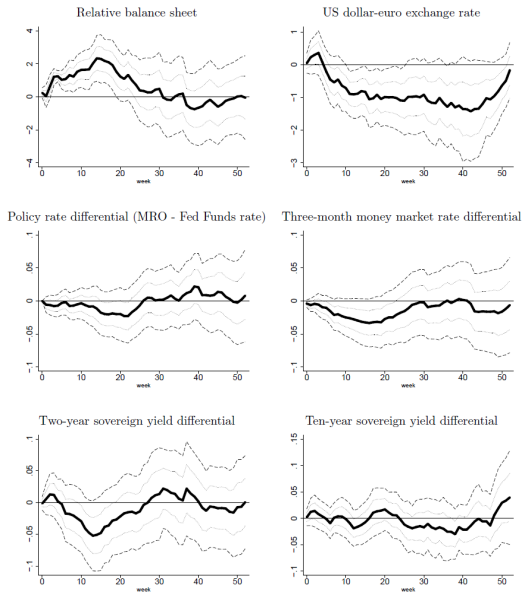 Relative balance sheet
4
2
0
-2
-4
0 10 20 30 40 50
week
US dollar-euro exchange rate
1
0
-1
-2
-3
0 10 20 30 40 50
week
Policy rate differential (MRO - Fed Funds rate)
.1
.05
0
-.05
-.1
0 10 20 30 40 50
week
Three-month money market rate differential
.1
.05
0
-.05
-.1
0 10 20 30 40 50
week
Two-year sovereign yield differential
.1
.05
0
-.05
-.1
0 10 20 30 40 50
week
Ten-year sovereign yield differential
.15
.1
.05
0
-.05
-.1
0 10 20 30 40 50
week